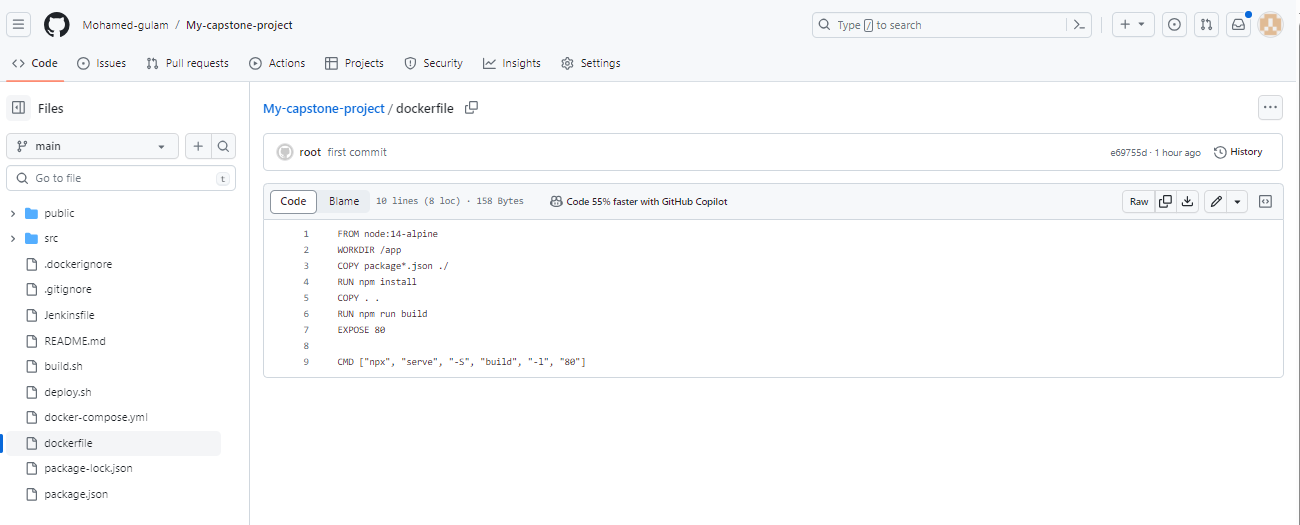 Mohamed-gulam / My-capstone-project
Type / to search
Code Issues Pull requests Actions Projects Security Insights Settings
Files
main
Go to file
t
public
src
.dockerignore
.gitignore
Jenkinsfile
README.md
build.sh
deploy.sh
docker-compose.yml
dockerfile
package-lock.json
package.json
My-capstone-project / dockerfile
root first commit
e69755d · 1 hour ago History
Code Blame 10 lines (8 loc) · 158 Bytes Code 55% faster with GitHub Copilot Raw
1 FROM node:14-alpine
2 WORKDIR /app
3 COPY package*.json ./
4 RUN npm install
5 COPY . .
6 RUN npm run build
7 EXPOSE 80
8
9 CMD ["npx", "serve", "-S", "build", "-l", "80"]